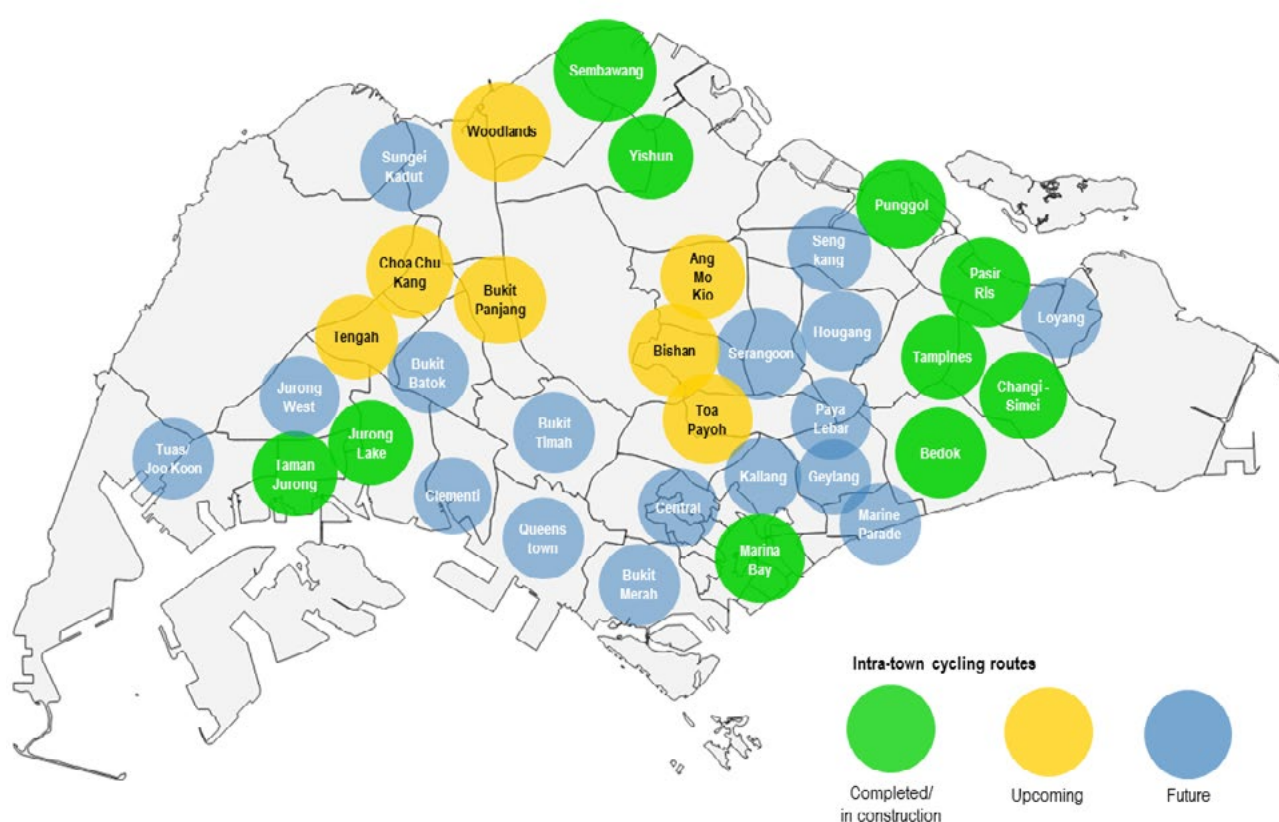 Sembawang
Woodlands
Yishun
Sungei
Kadut
Punggol
Seng
kang
Choa Chu
Kang
Ang
Mo
Kio
Pasir
Ris
Bukit
Panjang
Loyang
Tengah
Bishan
Serangoon
Hougang
Tampines
Bukit
Batok
Changi -
Simei
Jurong
West
Toa
Payoh
Paya
Lebar
Bukit
Timah
Jurong
Lake
Bedok
Tuas/
Joo Koon
Taman
Jurong
Kallang
Geylang
Clementi
Central
Marine
Parade
Queens
town
Marina
Bay
Bukit
Merah
Intra-town cycling routes
Completed/
in construction
Upcoming
Future